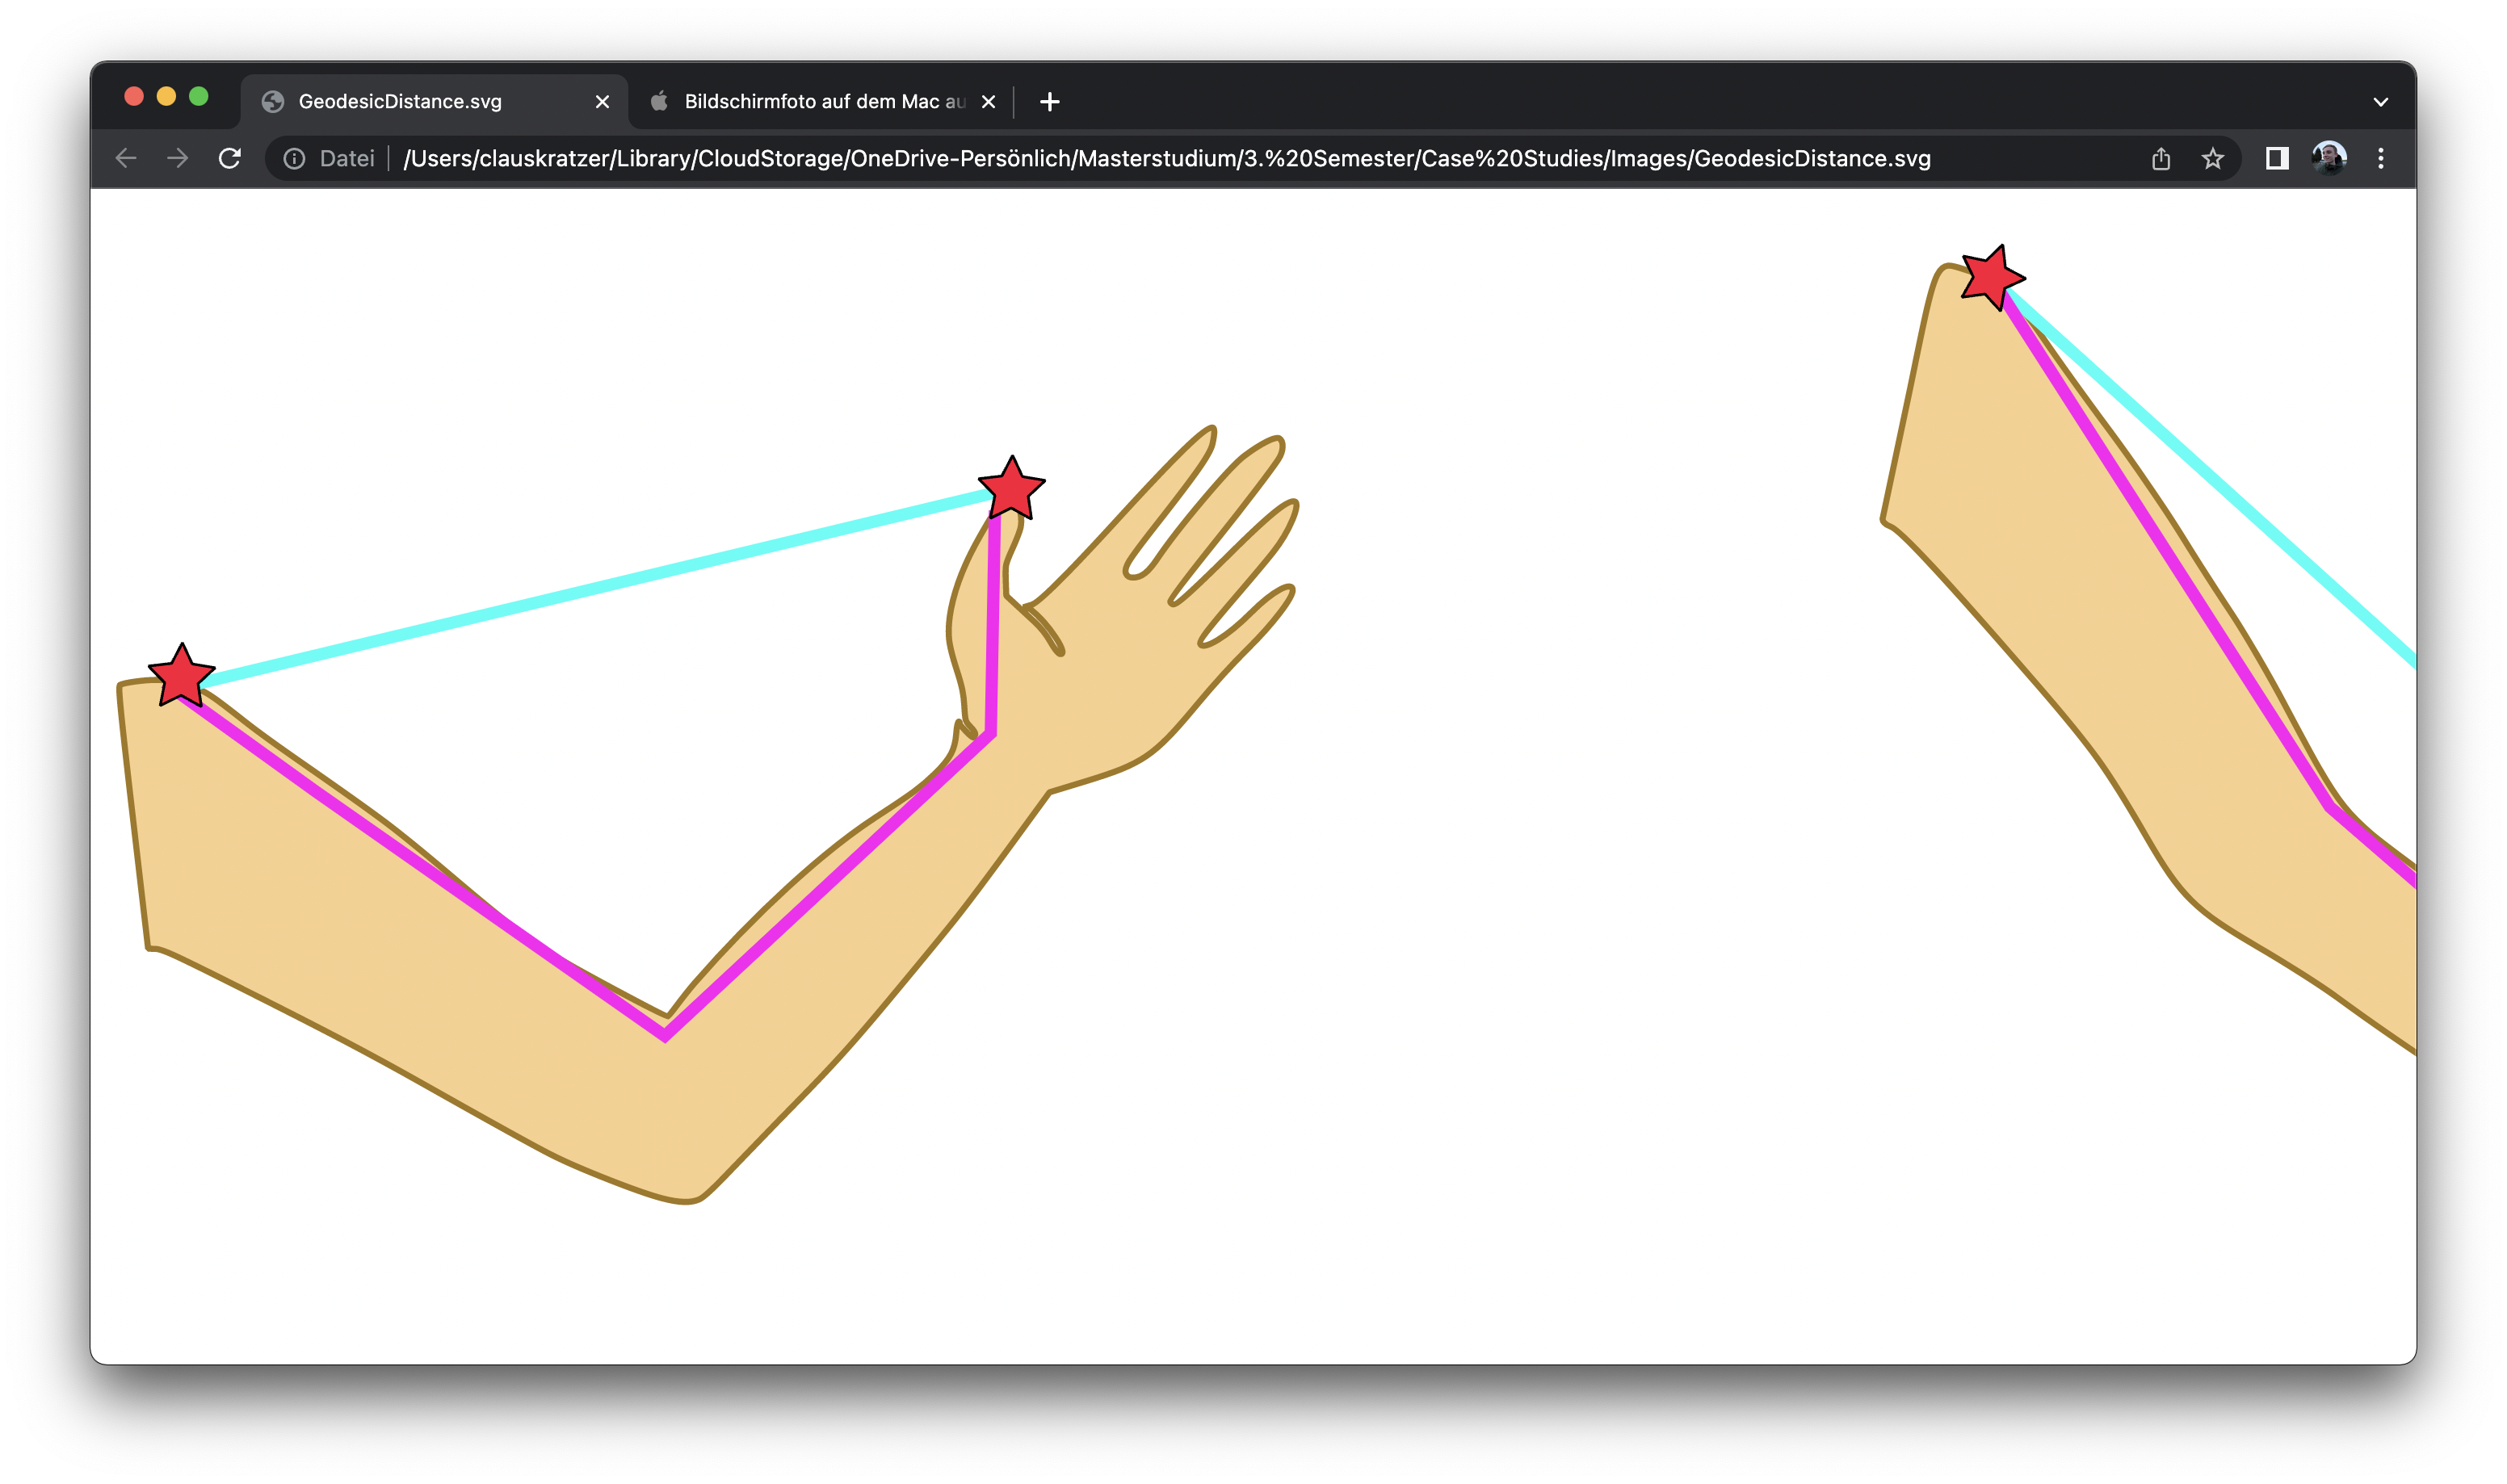 GeodesicDistance.svg
Bildschirmfoto auf dem Mac au
Datei /Users/clauskratzer/Library/CloudStorage/OneDrive-Persönlich/Masterstudium/3.%20Semester/Case%20Studies/Images/GeodesicDistance.svg